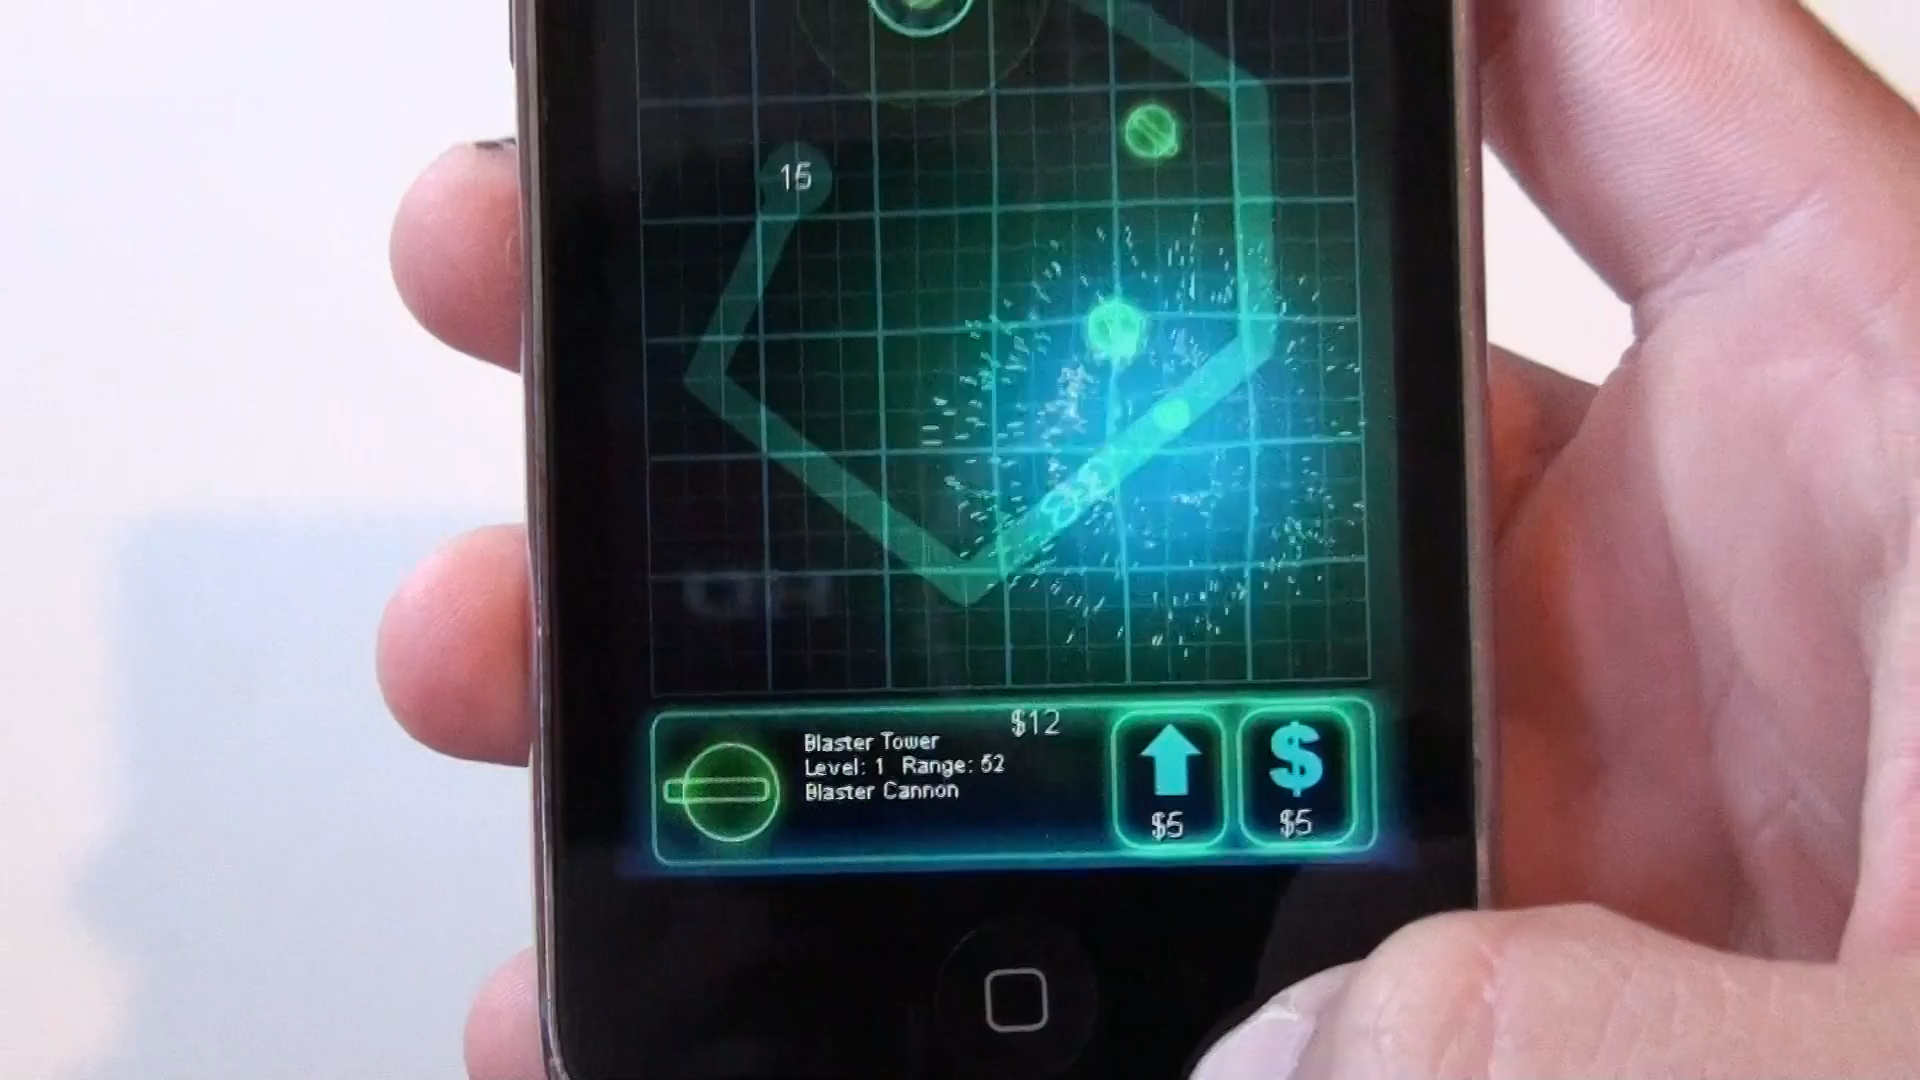 15
$12
Blaster Tower
Level: 1 Range: 52
Blaster Cannon
$
$
$5
$5